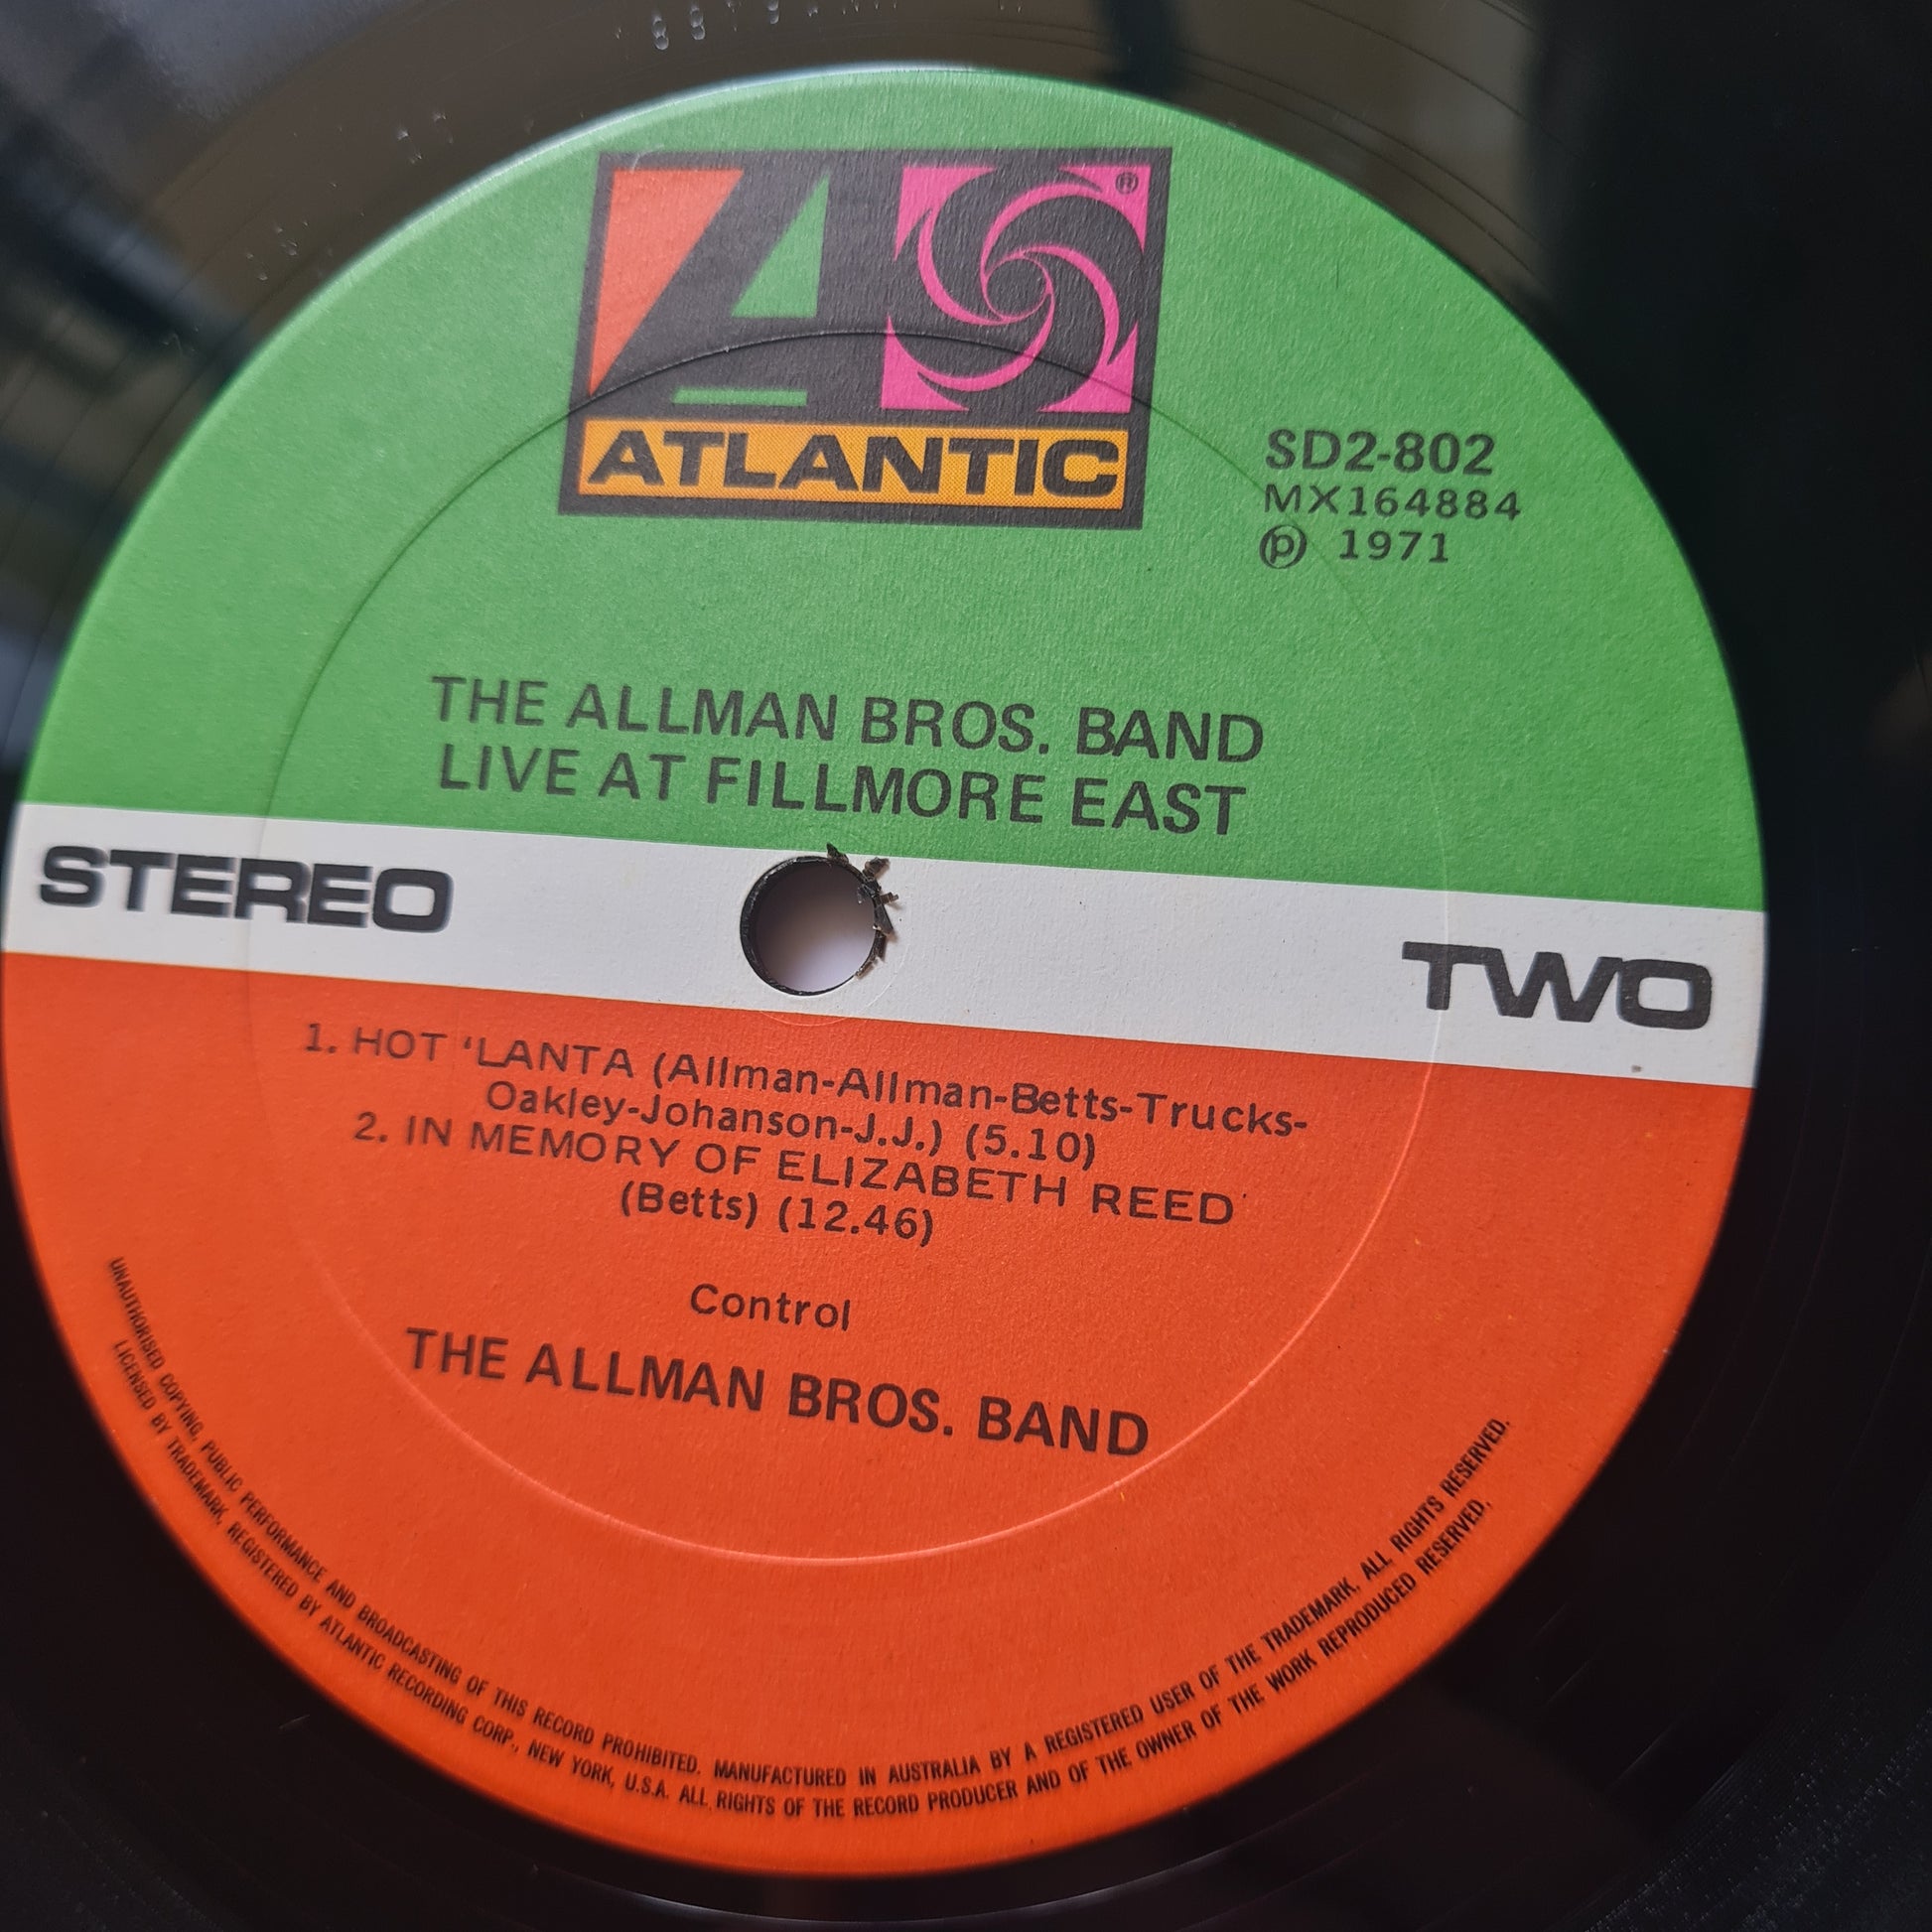 ATLANTIC
®
SD2-802
MX164884
℗ 1971
THE ALLMAN BROS. BAND
LIVE AT FILLMORE EAST
STEREO
TWO
1. HOT ‘LANTA (Allman-Allman-Betts-Trucks-
Oakley-Johanson-J.J.) (5.10)
2. IN MEMORY OF ELIZABETH REED
(Betts) (12.46)
Control
THE ALLMAN BROS. BAND
UNAUTHORISED COPYING, PUBLIC PERFORMANCE AND BROADCASTING OF THIS RECORD PROHIBITED. MANUFACTURED IN AUSTRALIA BY A REGISTERED USER OF THE TRADEMARK. ALL RIGHTS RESERVED.
LICENSED BY TRADEMARK, REGISTERED BY ATLANTIC RECORDING CORP., NEW YORK, U.S.A. ALL RIGHTS OF THE RECORD PRODUCER AND OF THE OWNER OF THE WORK REPRODUCED RESERVED.